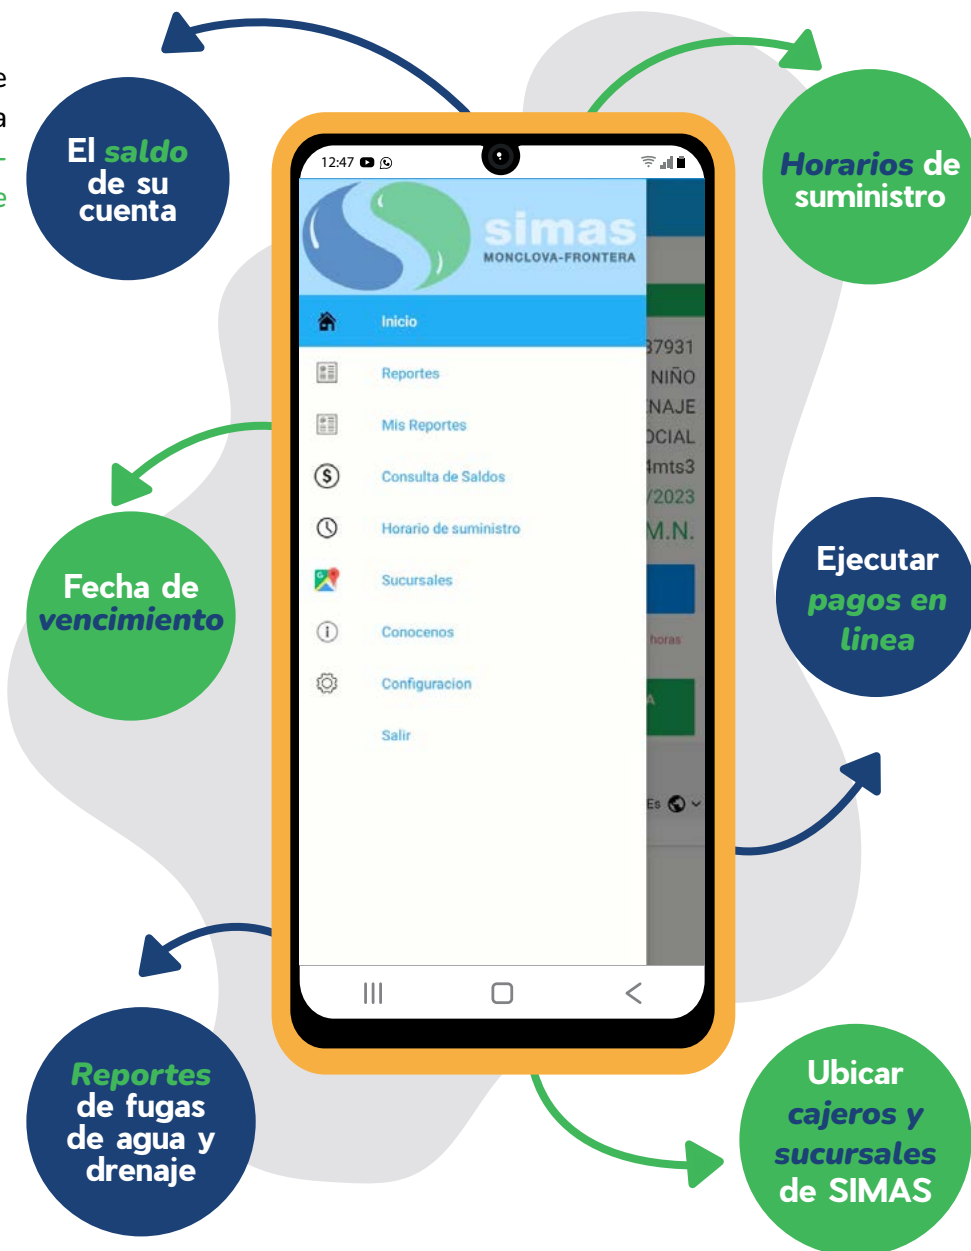 e
a
-
e
El saldo
de su
cuenta
Horarios de
suministro
12:47
simas
MONCLOVA-FRONTERA
Inicio
Reportes
Mis Reportes
Consulta de Saldos
Horario de suministro
Sucursales
Conocenos
Configuracion
Salir
37931
NIÑO
NAJE
OCIAL
4mts3
/2023
M.N.
horas
A
Es
Fecha de
vencimiento
Ejecutar
pagos en
linea
Reportes
de fugas
de agua y
drenaje
Ubicar
cajeros y
sucursales
de SIMAS